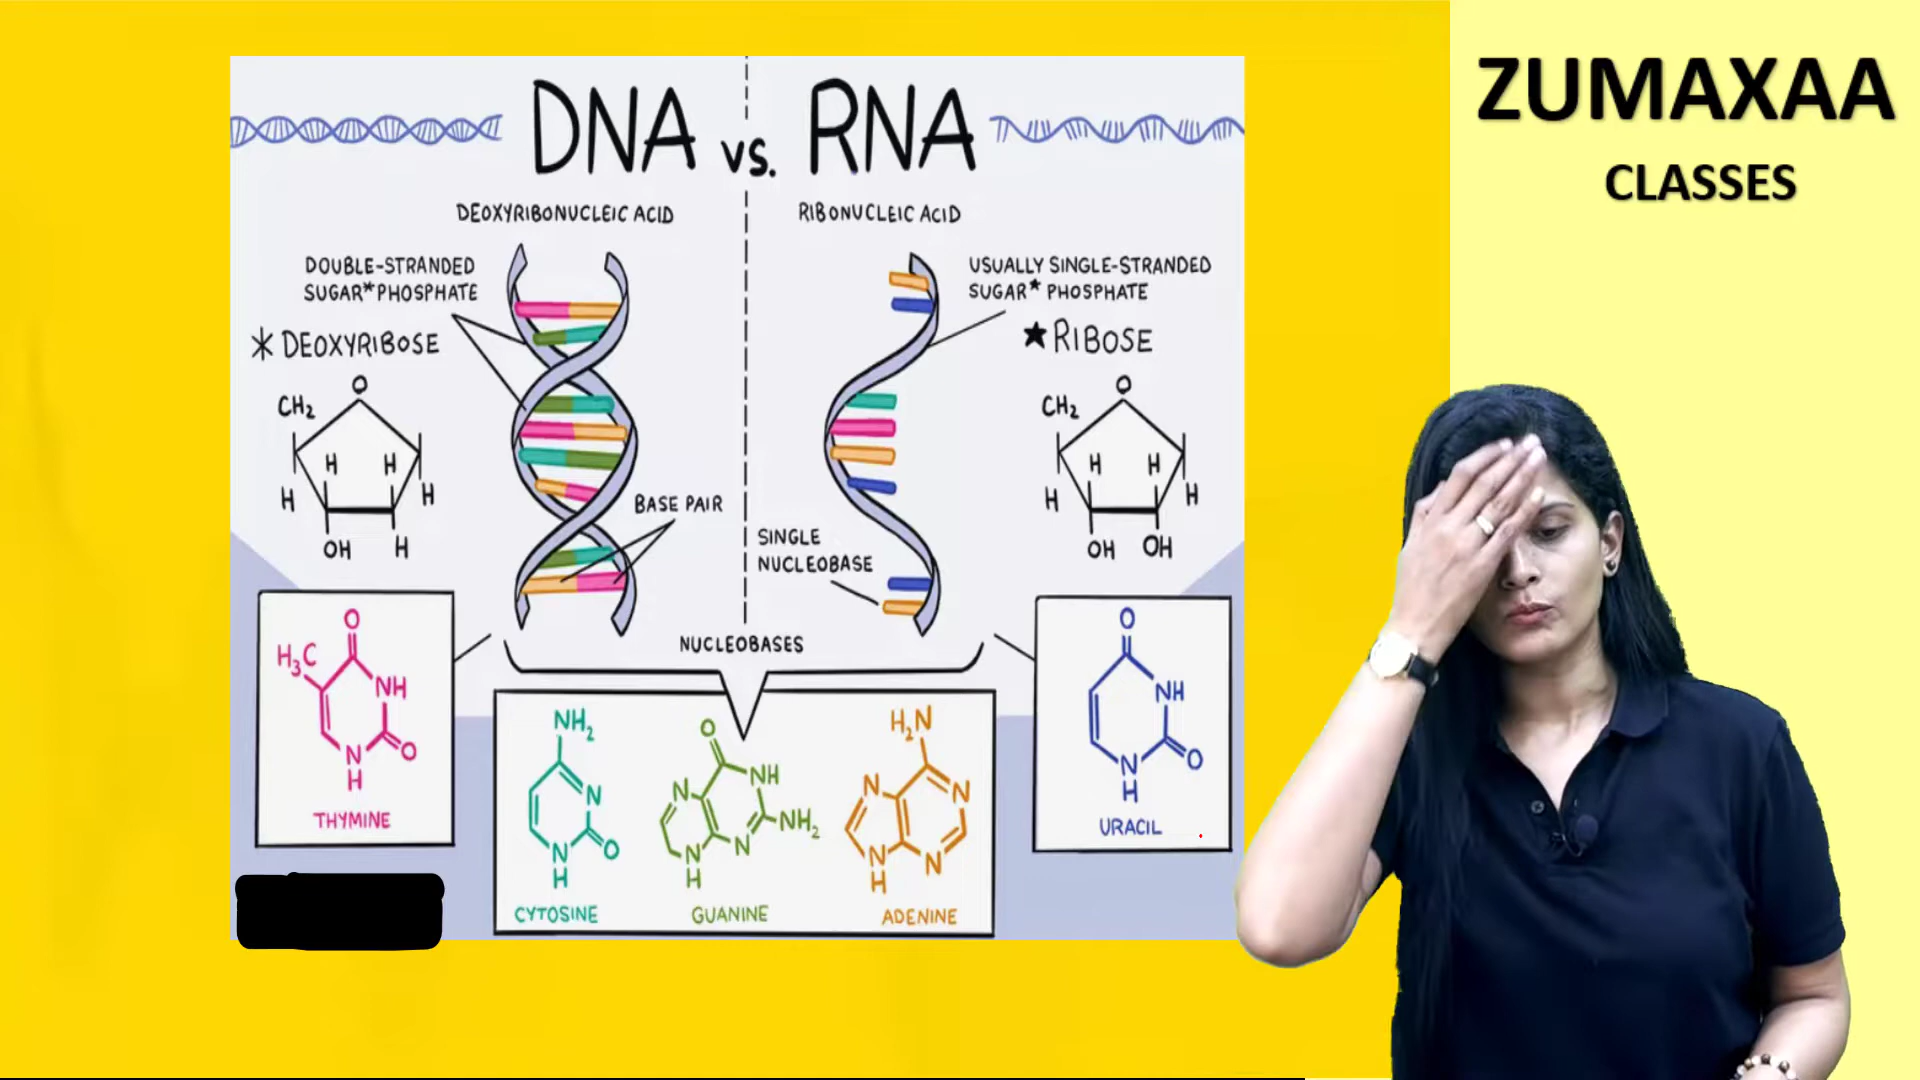 ZUMAXAA
CLASSES
DNA vs. RNA
DEOXYRIBONUCLEIC ACID
RIBONUCLEIC ACID
DOUBLE-STRANDED
SUGAR* PHOSPHATE
* DEOXYRIBOSE
USUALLY SINGLE-STRANDED
SUGAR* PHOSPHATE
★ RIBOSE
O
CH₂
H H
H H
OH H
O
CH₂
H H
H H
OH OH
BASE PAIR
SINGLE
NUCLEOBASE
NUCLEOBASES
O
H₃C
NH
N O
H
THYMINE
NH₂
N
N O
H
CYTOSINE
O
N NH
N N NH₂
H
GUANINE
H₂N
N N
N N
H
ADENINE
O
NH
N O
H
URACIL